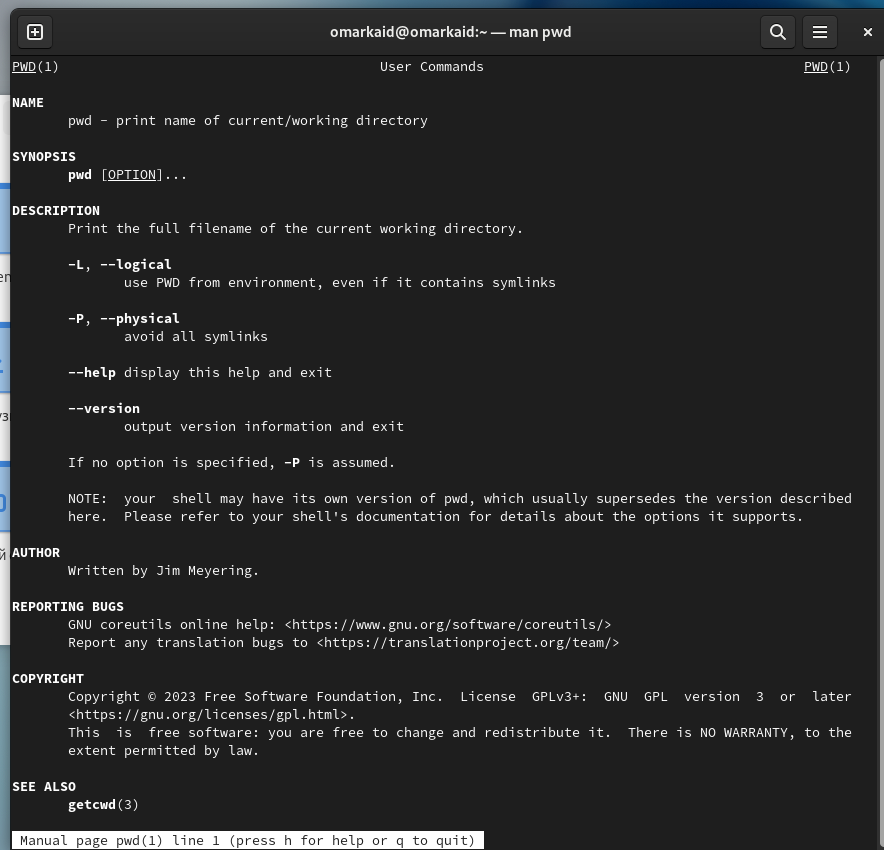 omarkaid@omarkaid:~ — man pwd
PWD(1) User Commands PWD(1)
NAME
pwd - print name of current/working directory
SYNOPSIS
pwd [OPTION]...
DESCRIPTION
Print the full filename of the current working directory.
-L, --logical
use PWD from environment, even if it contains symlinks
-P, --physical
avoid all symlinks
--help display this help and exit
--version
output version information and exit
If no option is specified, -P is assumed.
NOTE: your shell may have its own version of pwd, which usually supersedes the version described
here. Please refer to your shell's documentation for details about the options it supports.
AUTHOR
Written by Jim Meyering.
REPORTING BUGS
GNU coreutils online help: <https://www.gnu.org/software/coreutils/>
Report any translation bugs to <https://translationproject.org/team/>
COPYRIGHT
Copyright © 2023 Free Software Foundation, Inc. License GPLv3+: GNU GPL version 3 or later
<https://gnu.org/licenses/gpl.html>.
This is free software: you are free to change and redistribute it. There is NO WARRANTY, to the
extent permitted by law.
SEE ALSO
getcwd(3)
Manual page pwd(1) line 1 (press h for help or q to quit)